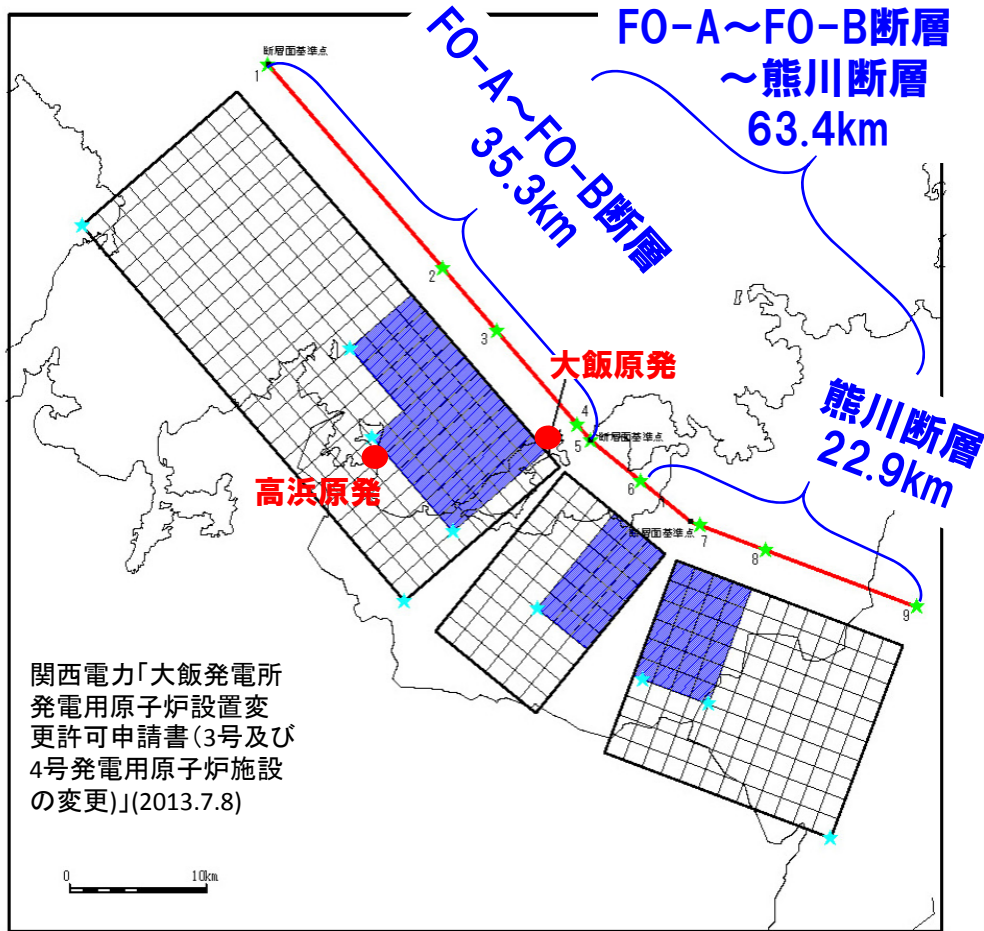 FO-A～FO-B断層
～熊川断層
63.4km
FO-A～FO-B断層
35.3km
断層面基準点
1
2
3
大飯原発
4
5
断層面基準点
熊川断層
22.9km
高浜原発
6
断層面基準点
7
8
9
関西電力「大飯発電所
発電用原子炉設置変
更許可申請書(3号及び
4号発電用原子炉施設
の変更)」(2013.7.8)
0 10km